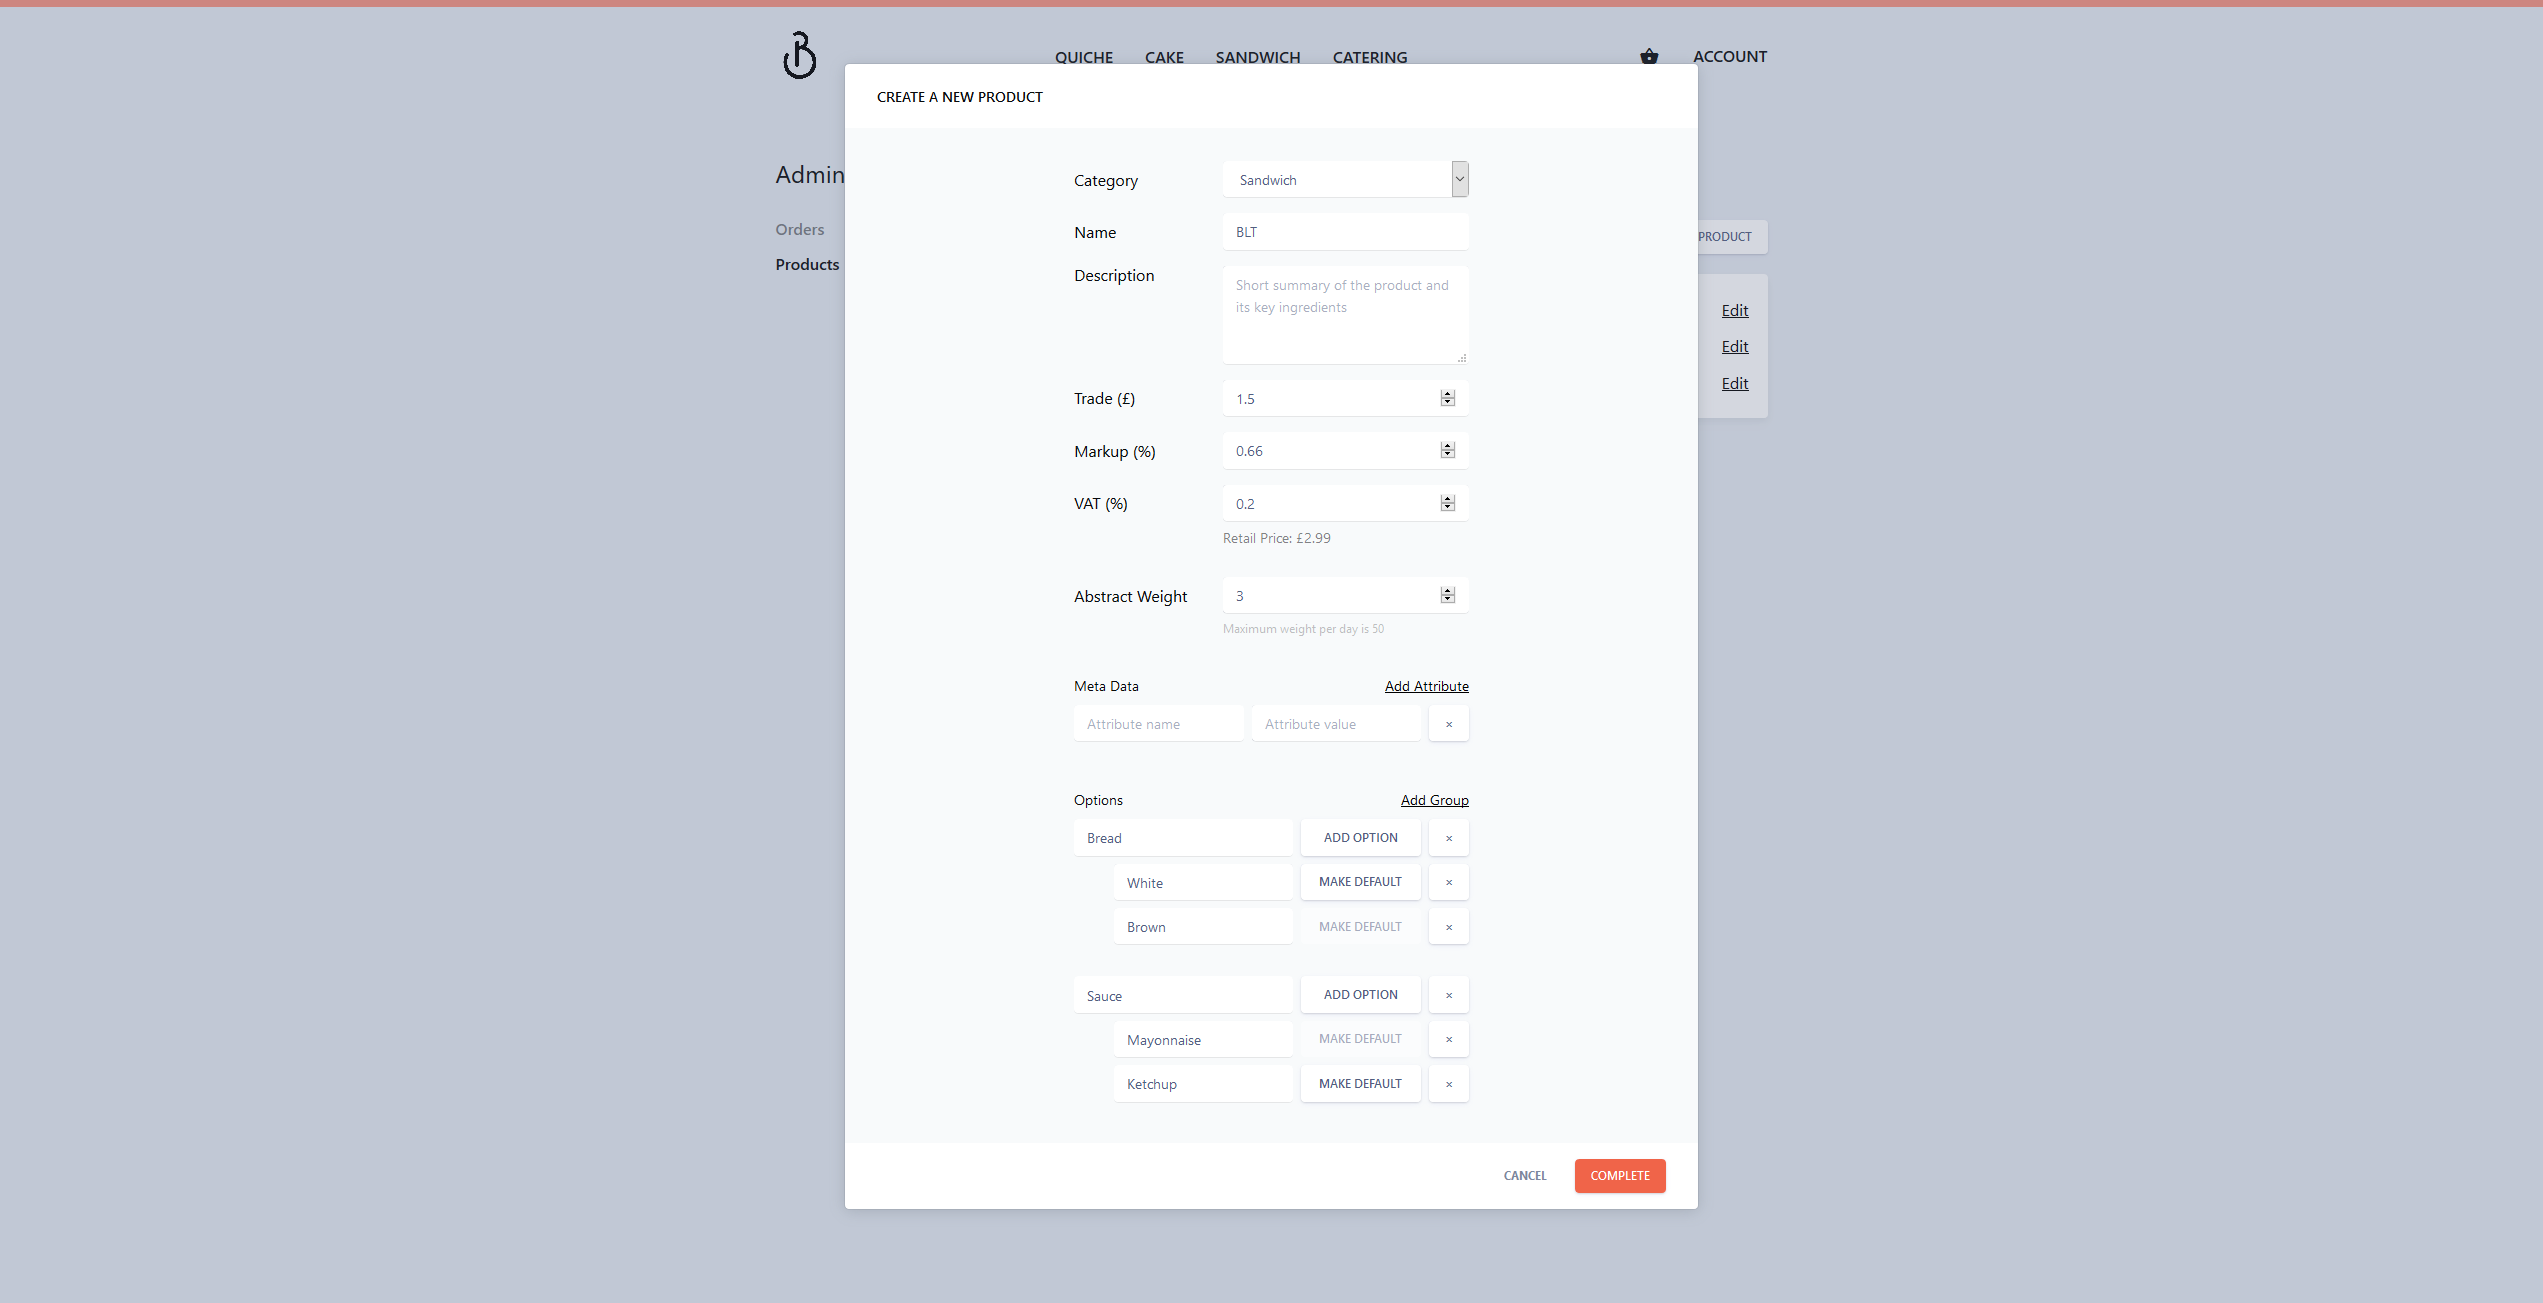 QUICHE CAKE SANDWICH CATERING ACCOUNT
CREATE A NEW PRODUCT
Admin
Orders
Products
PRODUCT
Edit
Edit
Edit
Category Sandwich
Name BLT
Description Short summary of the product and
its key ingredients
Trade (£) 1.5
Markup (%) 0.66
VAT (%) 0.2
Retail Price: £2.99
Abstract Weight 3
Maximum weight per day is 50
Meta Data Add Attribute
Attribute name Attribute value ×
Options Add Group
Bread ADD OPTION ×
White MAKE DEFAULT ×
Brown MAKE DEFAULT ×
Sauce ADD OPTION ×
Mayonnaise MAKE DEFAULT ×
Ketchup MAKE DEFAULT ×
CANCEL COMPLETE